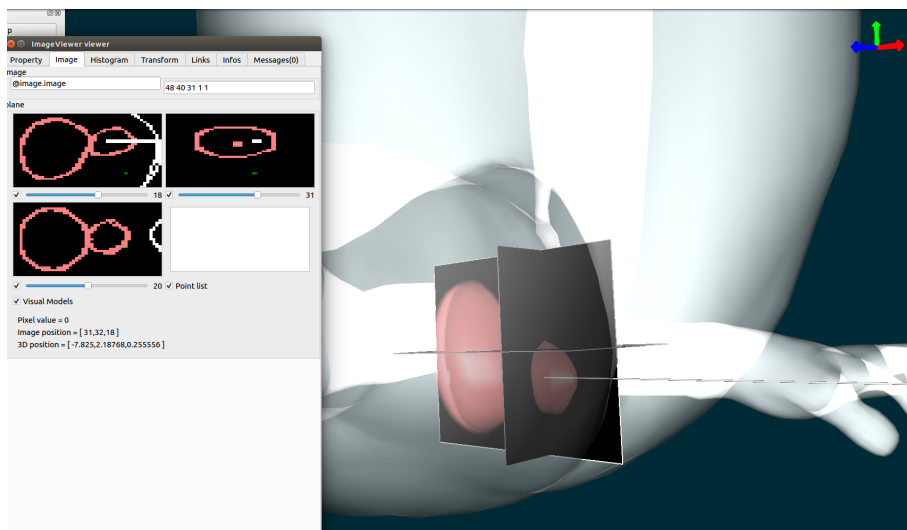 p
ImageViewer viewer
Property Image Histogram Transform Links Infos Messages(0)
mage
@image.image 48 40 31 1 1
plane
18 31
20 Point list
Visual Models
Pixel value = 0
Image position = [ 31,32,18 ]
3D position = [ -7.825,2.18768,0.255556 ]